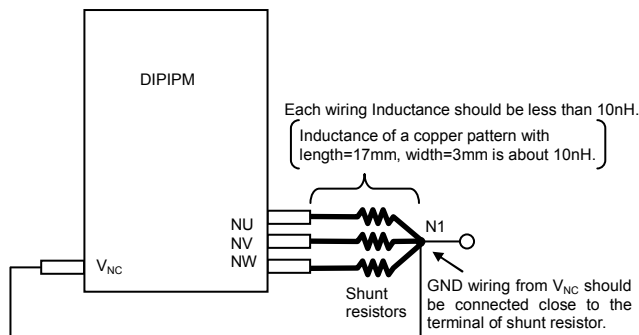 DIPIPM
Each wiring Inductance should be less than 10nH.
Inductance of a copper pattern with
length=17mm, width=3mm is about 10nH.
NU
NV
NW
N1
VNC
Shunt
resistors
GND wiring from VNC should
be connected close to the
terminal of shunt resistor.